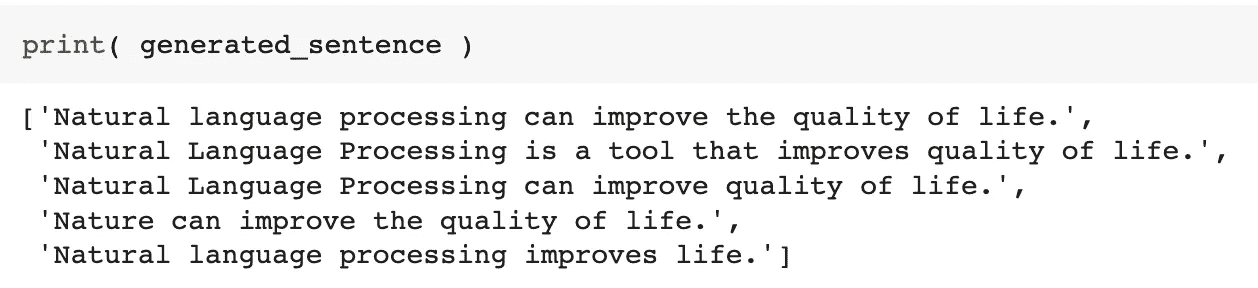 print( generated_sentence )
['Natural language processing can improve the quality of life.',
'Natural Language Processing is a tool that improves quality of life.',
'Natural Language Processing can improve quality of life.',
'Nature can improve the quality of life.',
'Natural language processing improves life.']